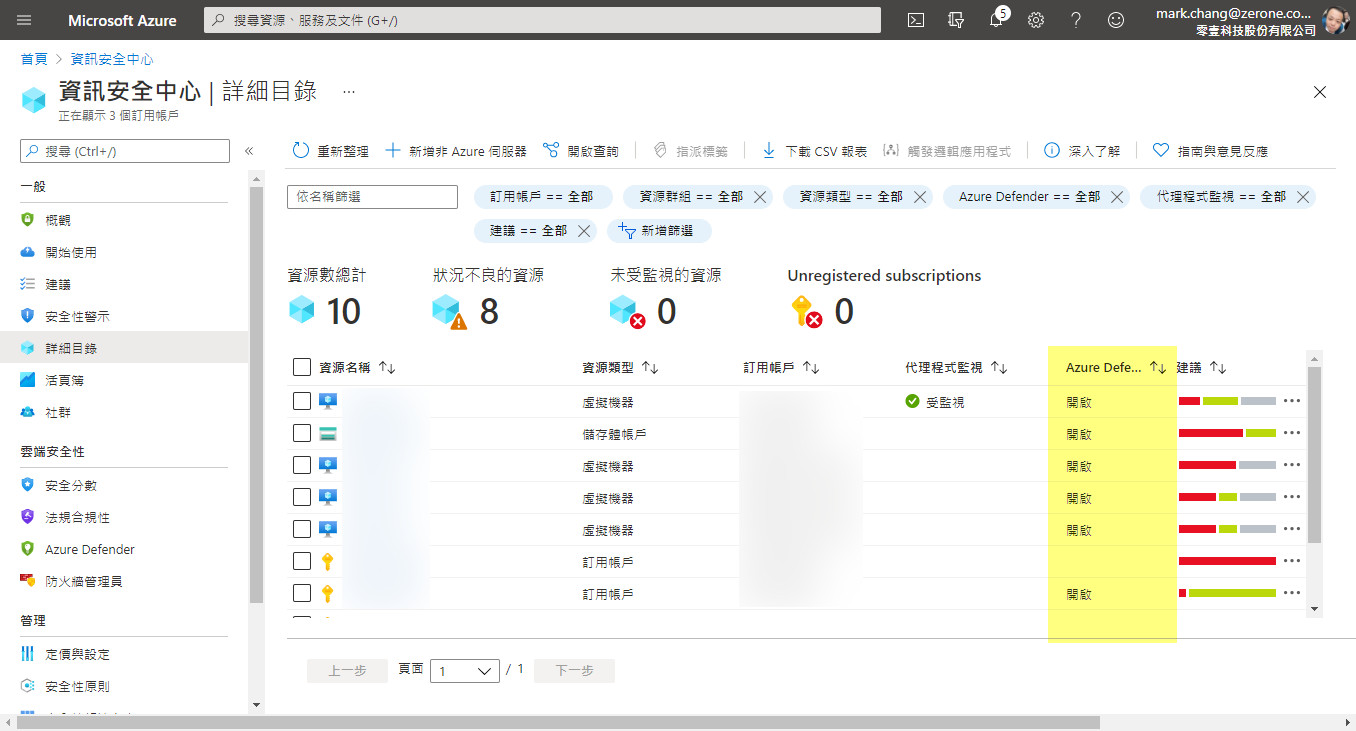 Microsoft Azure
搜尋資源、服務及文件 (G+/)
5
mark.chang@zerone.co...
零壹科技股份有限公司
首頁 > 資訊安全中心
資訊安全中心 | 詳細目錄 ...
正在顯示 3 個訂用帳戶
搜尋 (Ctrl+/)
«
一般
概觀
開始使用
建議
安全性警示
詳細目錄
活頁簿
社群
雲端安全性
安全分數
法規合規性
Azure Defender
防火牆管理員
管理
定價與設定
安全性原則
重新整理 新增非 Azure 伺服器 開啟查詢 指派標籤 下載 CSV 報表 觸發邏輯應用程式 深入了解 指南與意見反應
依名稱篩選 訂用帳戶 == 全部 資源群組 == 全部 資源類型 == 全部 Azure Defender == 全部 代理程式監視 == 全部
建議 == 全部 新增篩選
資源數總計 狀況不良的資源 未受監視的資源 Unregistered subscriptions
10 8 0 0
資源名稱 資源類型 訂用帳戶 代理程式監視 Azure Defe... 建議
虛擬機器 受監視 開啟
儲存體帳戶 開啟
虛擬機器 開啟
虛擬機器 開啟
虛擬機器 開啟
訂用帳戶
訂用帳戶 開啟
上一步 頁面 1 / 1 下一步